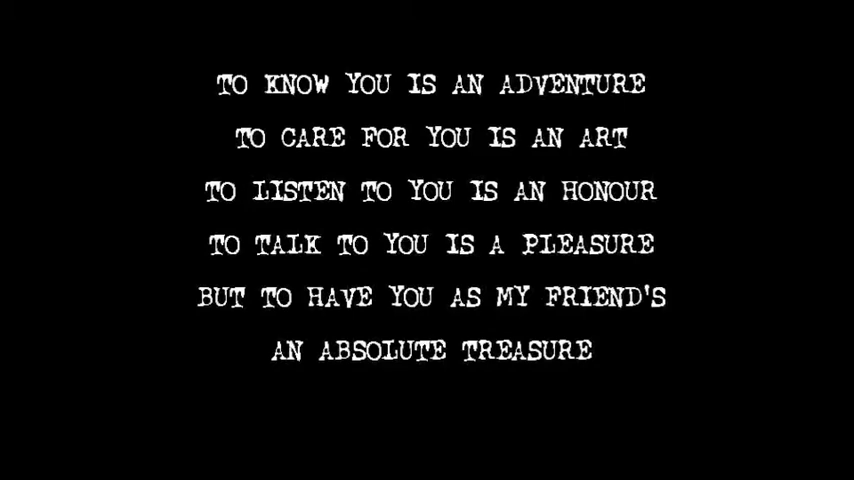 TO KNOW YOU IS AN ADVENTURE
TO CARE FOR YOU IS AN ART
TO LISTEN TO YOU IS AN HONOUR
TO TALK TO YOU IS A PLEASURE
BUT TO HAVE YOU AS MY FRIEND'S
AN ABSOLUTE TREASURE